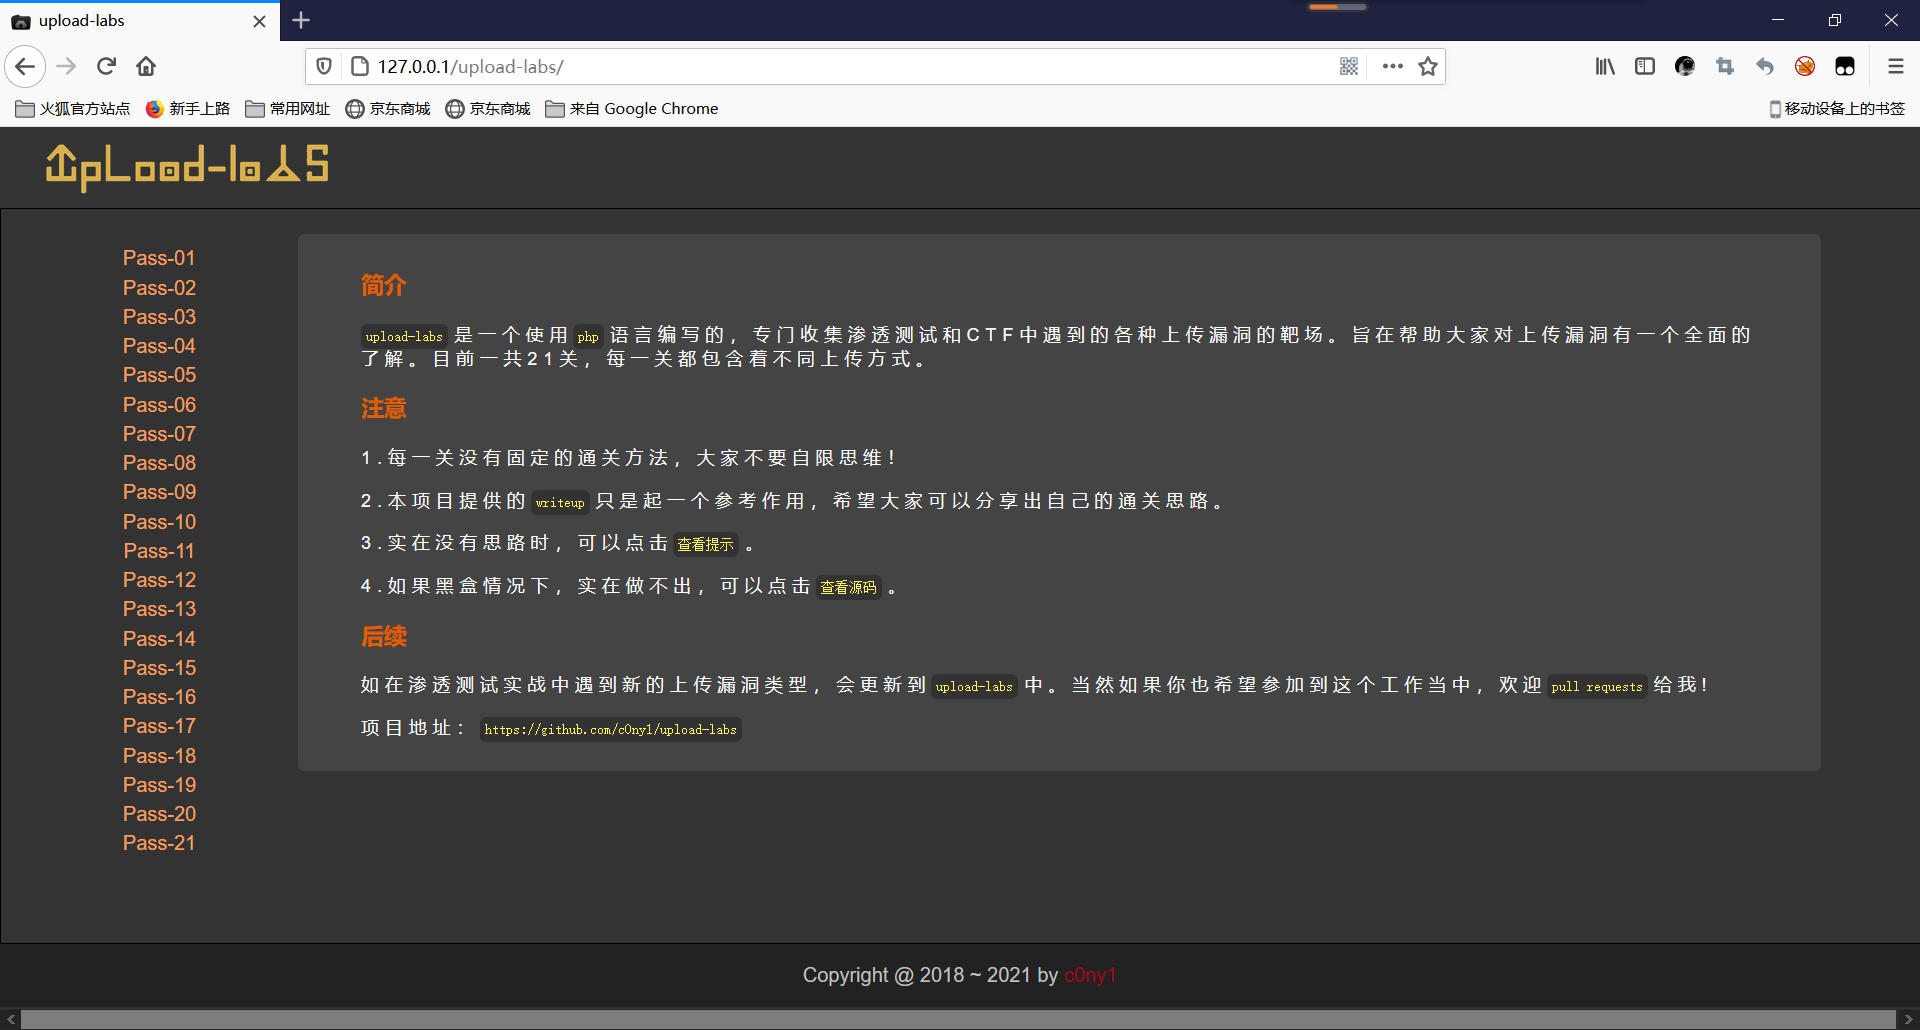 upload-labs
127.0.0.1/upload-labs/
火狐官方站点 新手上路 常用网址 京东商城 京东商城 来自 Google Chrome 移动设备上的书签
UpLoad-labS
Pass-01
Pass-02
Pass-03
Pass-04
Pass-05
Pass-06
Pass-07
Pass-08
Pass-09
Pass-10
Pass-11
Pass-12
Pass-13
Pass-14
Pass-15
Pass-16
Pass-17
Pass-18
Pass-19
Pass-20
Pass-21
简介
upload-labs 是一个使用 php 语言编写的，专门收集渗透测试和CTF中遇到的各种上传漏洞的靶场。旨在帮助大家对上传漏洞有一个全面的
了解。目前一共21关，每一关都包含着不同上传方式。
注意
1.每一关没有固定的通关方法，大家不要自限思维！
2.本项目提供的 writeup 只是起一个参考作用，希望大家可以分享出自己的通关思路。
3.实在没有思路时，可以点击 查看提示 。
4.如果黑盒情况下，实在做不出，可以点击 查看源码 。
后续
如在渗透测试实战中遇到新的上传漏洞类型，会更新到 upload-labs 中。当然如果你也希望参加到这个工作当中，欢迎 pull requests 给我！
项目地址： https://github.com/c0ny1/upload-labs
Copyright @ 2018 ~ 2021 by c0ny1